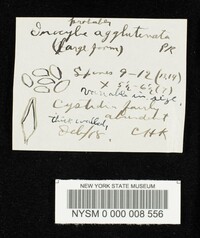 probably
Inocybe agglutinata
(large form) Pk
Spores 9-12 (14)
X 5½-6½ (7)
variable in size.
Cystidia fairly
abundant
thick walled!
Feb/18. CHK
NEW YORK STATE MUSEUM
NYSM 0 000 008 556